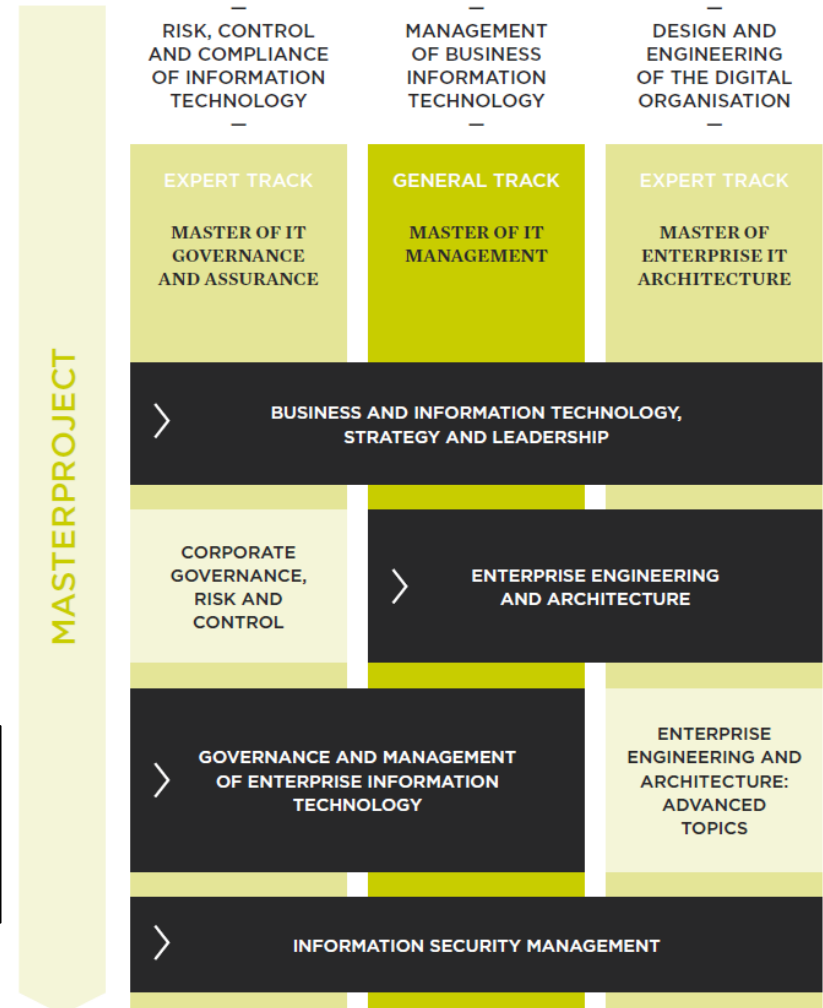 RISK, CONTROL
AND COMPLIANCE
OF INFORMATION
TECHNOLOGY
MANAGEMENT
OF BUSINESS
INFORMATION
TECHNOLOGY
DESIGN AND
ENGINEERING
OF THE DIGITAL
ORGANISATION
EXPERT TRACK
MASTER OF IT
GOVERNANCE
AND ASSURANCE
GENERAL TRACK
MASTER OF IT
MANAGEMENT
EXPERT TRACK
MASTER OF
ENTERPRISE IT
ARCHITECTURE
MASTERPROJECT
BUSINESS AND INFORMATION TECHNOLOGY,
STRATEGY AND LEADERSHIP
CORPORATE
GOVERNANCE,
RISK AND
CONTROL
ENTERPRISE ENGINEERING
AND ARCHITECTURE
GOVERNANCE AND MANAGEMENT
OF ENTERPRISE INFORMATION
TECHNOLOGY
ENTERPRISE
ENGINEERING AND
ARCHITECTURE:
ADVANCED
TOPICS
INFORMATION SECURITY MANAGEMENT